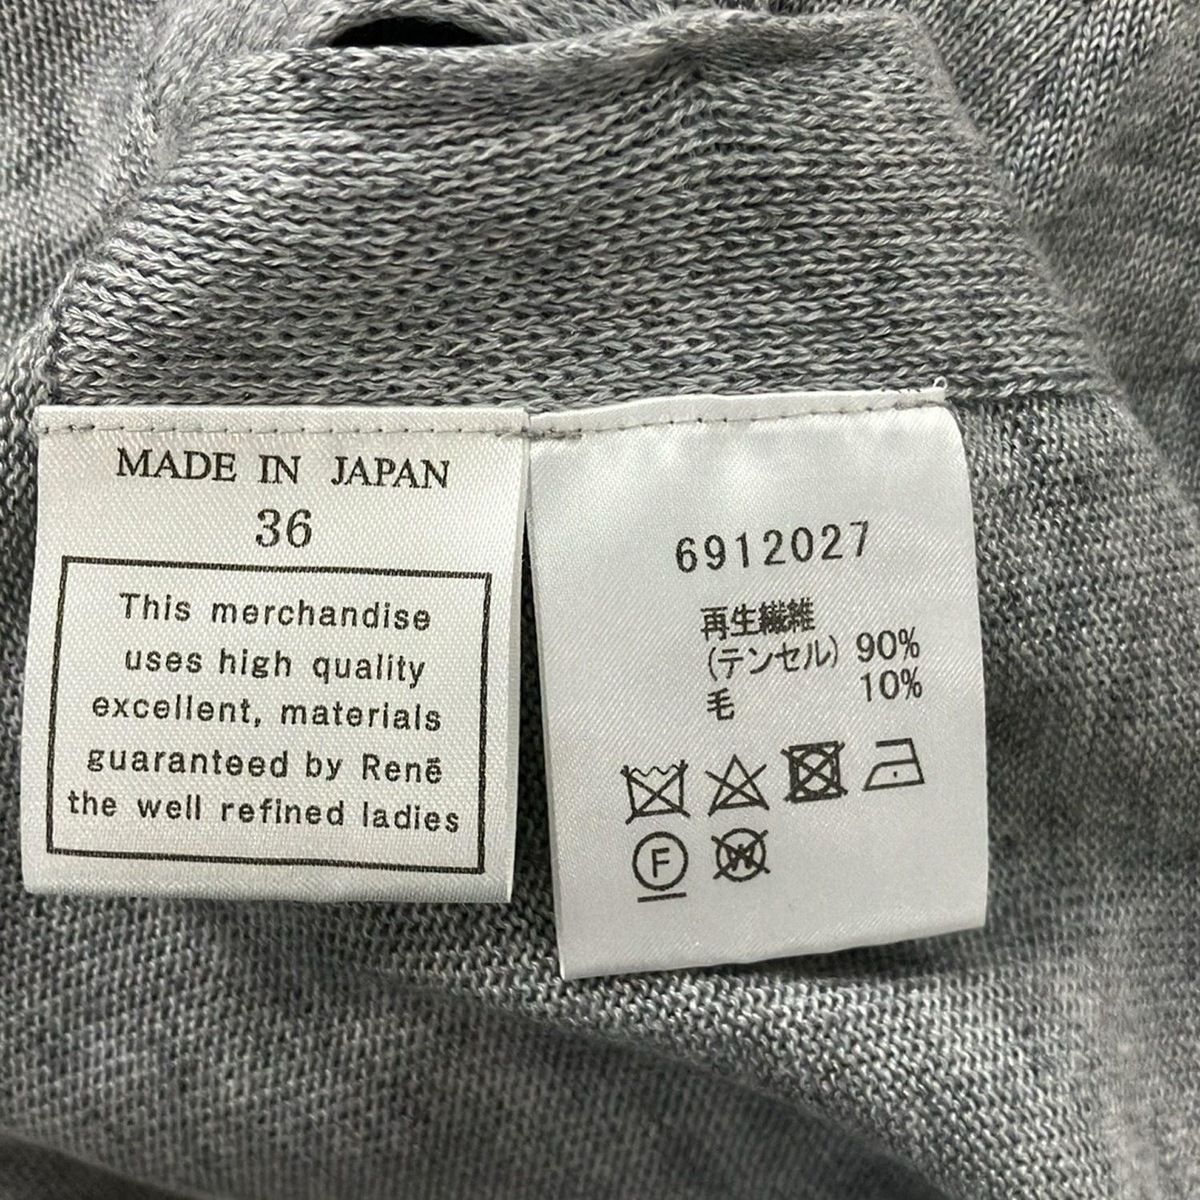 MADE IN JAPAN
36
This merchandise
uses high quality
excellent, materials
guaranteed by Renē
the well refined ladies
6912027
再生繊維
(テンセル) 90%
毛 10%
F W